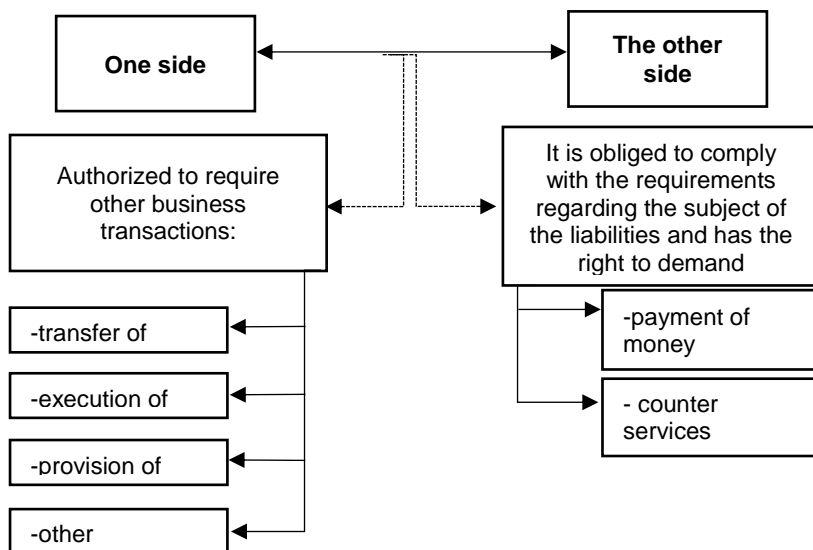 One side
The other
side
Authorized to require
other business
transactions:
It is obliged to comply
with the requirements
regarding the subject of
the liabilities and has the
right to demand
-transfer of
-execution of
-provision of
-other
-payment of
money
- counter
services